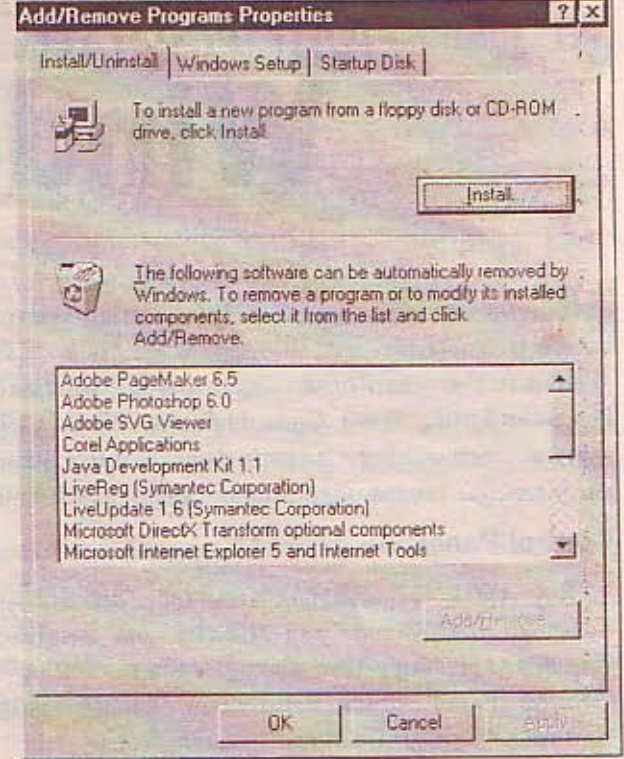 Add/Remove Programs Properties
? x
Install/Uninstall Windows Setup Startup Disk
To install a new program from a floppy disk or CD-ROM
drive, click Install.
Install...
The following software can be automatically removed by
Windows. To remove a program or to modify its installed
components, select it from the list and click
Add/Remove.
Adobe PageMaker 6.5
Adobe Photoshop 6.0
Adobe SVG Viewer
Corel Applications
Java Development Kit 1.1
LiveReg (Symantec Corporation)
LiveUpdate 1.6 (Symantec Corporation)
Microsoft DirectX Transform optional components
Microsoft Internet Explorer 5 and Internet Tools
Add/Remove...
OK Cancel Apply